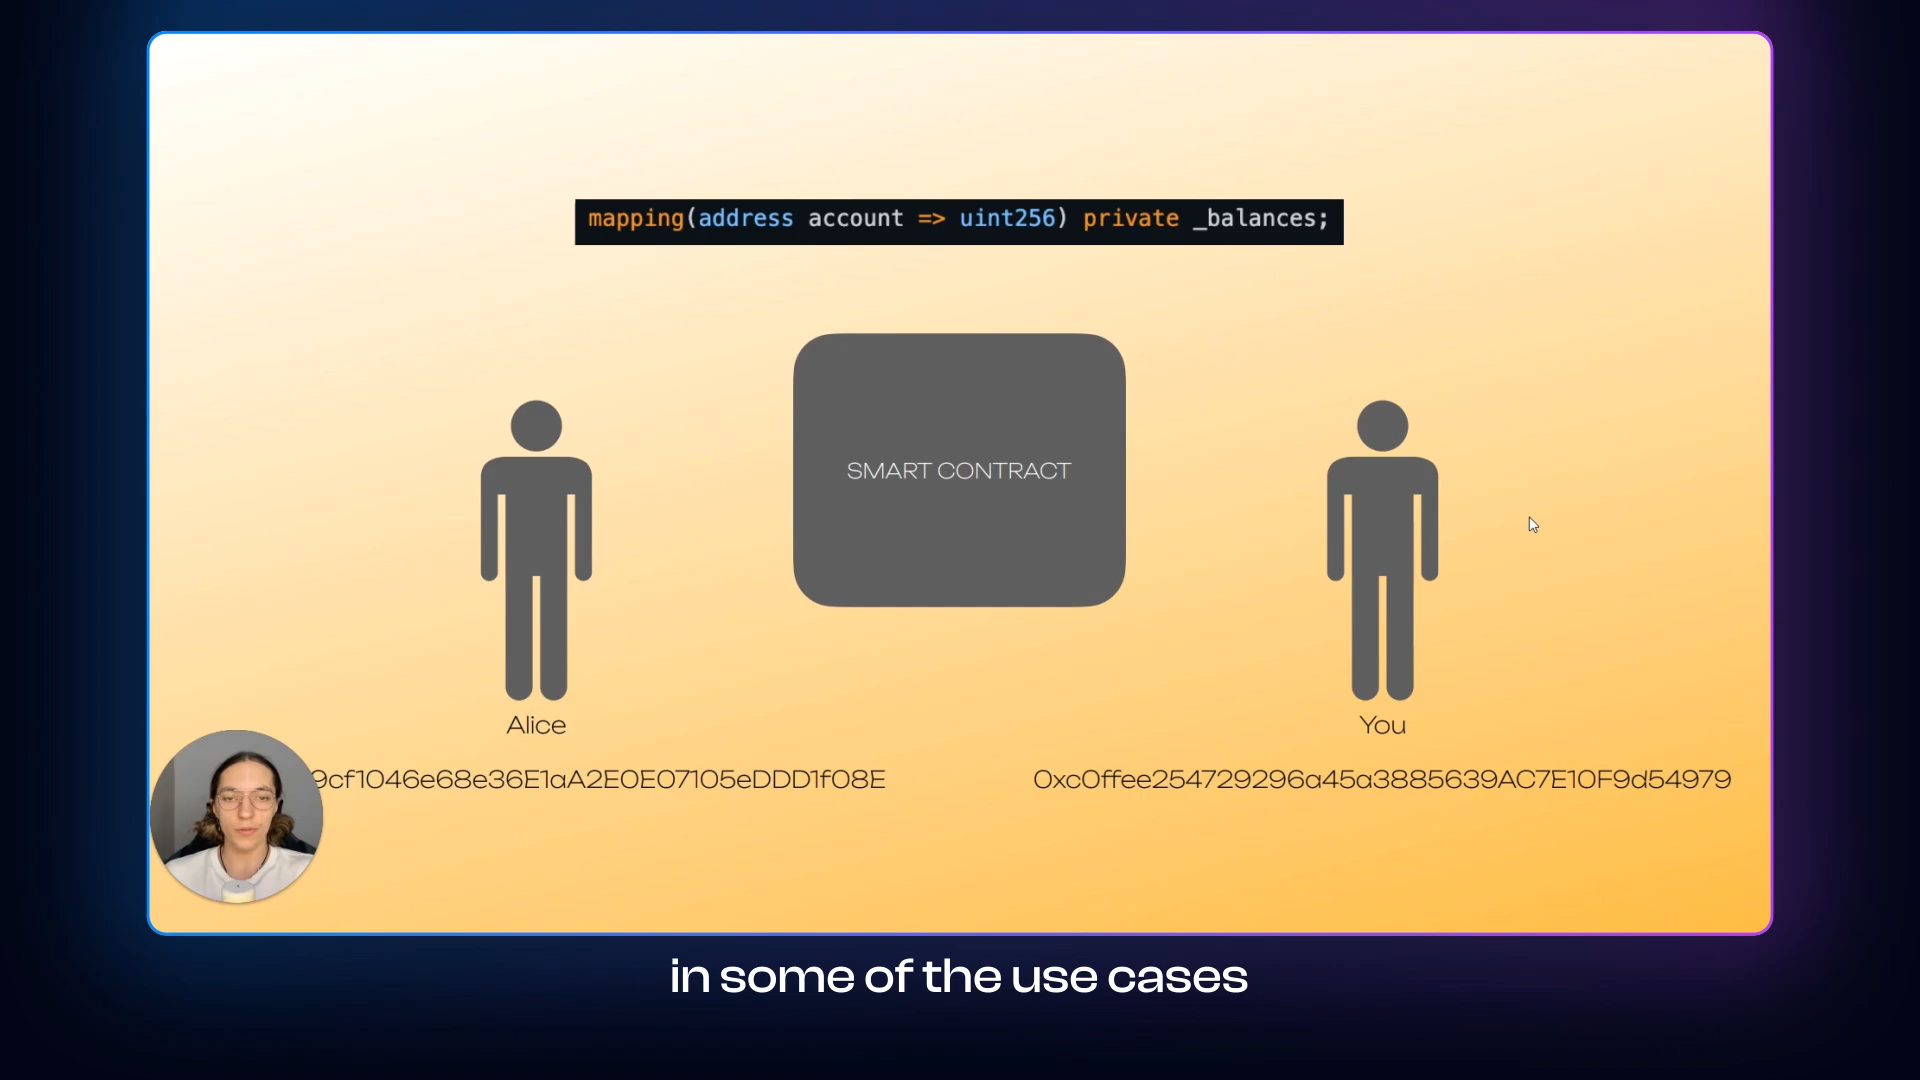 mapping(address account => uint256) private _balances;
SMART CONTRACT
Alice
You
9cf1046e68e36E1aA2E0E07105eDDD1f08E
0xc0ffee254729296a45a3885639AC7E10F9d54979
in some of the use cases